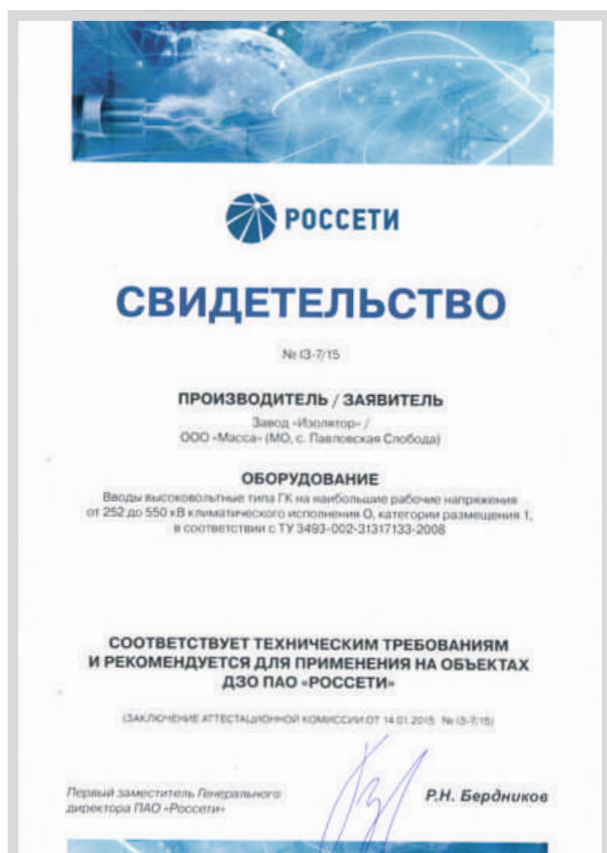 РОССЕТИ
СВИДЕТЕЛЬСТВО
№ IЗ-7/15
ПРОИЗВОДИТЕЛЬ / ЗАЯВИТЕЛЬ
Завод «Изолятор» /
ООО «Масса» (МО, с. Павловская Слобода)
ОБОРУДОВАНИЕ
Вводы высоковольтные типа ГК на наибольшие рабочие напряжения
от 252 до 550 кВ климатического исполнения О, категории размещения 1,
в соответствии с ТУ 3493-002-31317133-2008
СООТВЕТСТВУЕТ ТЕХНИЧЕСКИМ ТРЕБОВАНИЯМ
И РЕКОМЕНДУЕТСЯ ДЛЯ ПРИМЕНЕНИЯ НА ОБЪЕКТАХ
ДЗО ПАО «РОССЕТИ»
(ЗАКЛЮЧЕНИЕ АТТЕСТАЦИОННОЙ КОМИССИИ ОТ 14.01.2015 № IЗ-7/15)
Первый заместитель Генерального
директора ПАО «Россети»
Р.Н. Бердников